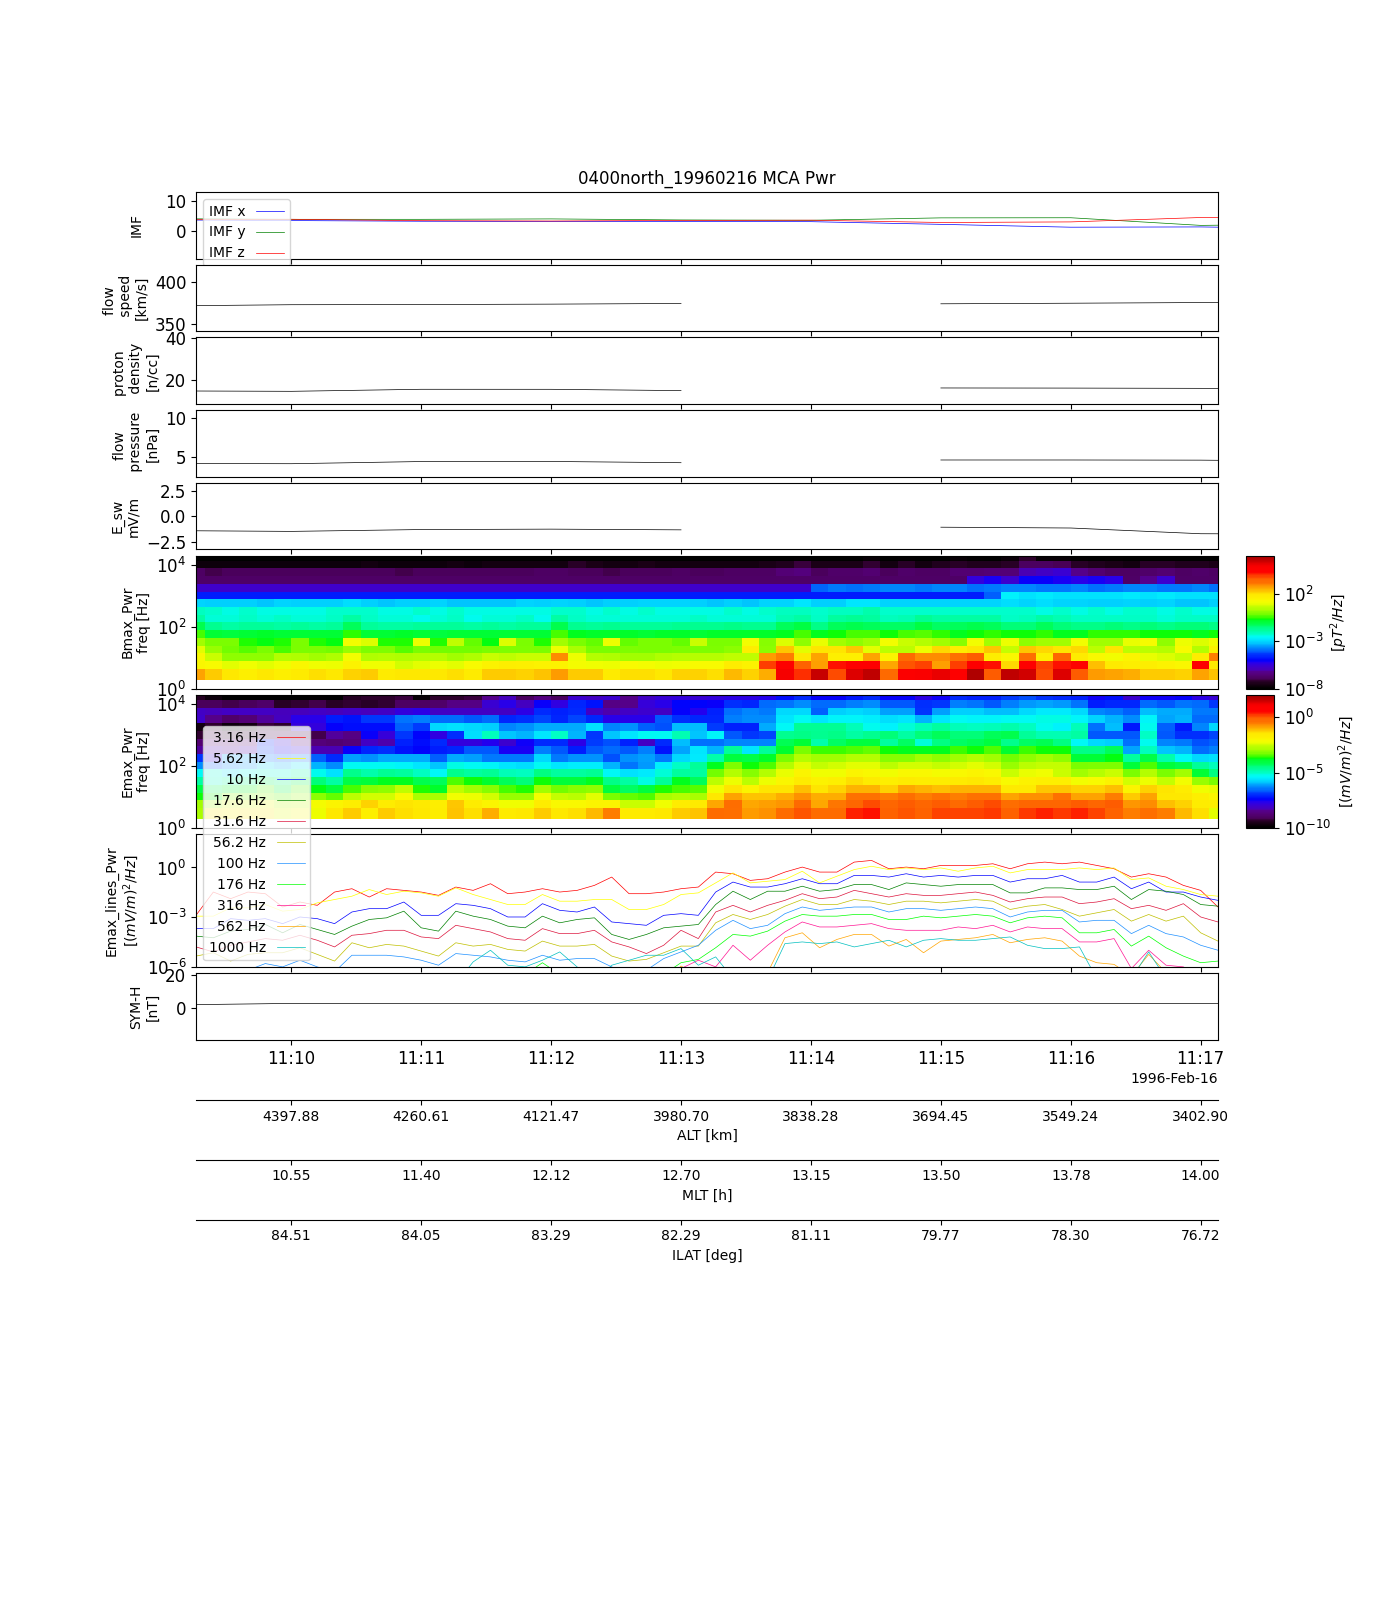 0400north_19960216 MCA Pwr
10
0
IMF
IMF x
IMF y
IMF z
400
350
flow
speed
[km/s]
40
20
proton
density
[n/cc]
10
5
flow
pressure
[nPa]
2.5
0.0
−2.5
E_sw
mV/m
10^4
10^2
10^0
Bmax_Pwr
freq [Hz]
10^2
10^−3
10^−8
[pT^2/Hz]
10^4
10^2
10^0
Emax_Pwr
freq [Hz]
10^0
10^−5
10^−10
[(mV/m)^2/Hz]
3.16 Hz
5.62 Hz
10 Hz
17.6 Hz
31.6 Hz
56.2 Hz
100 Hz
176 Hz
316 Hz
562 Hz
1000 Hz
10^0
10^−3
10^−6
Emax_lines_Pwr
[(mV/m)^2/Hz]
20
0
SYM-H
[nT]
11:10 11:11 11:12 11:13 11:14 11:15 11:16 11:17
1996-Feb-16
4397.88 4260.61 4121.47 3980.70 3838.28 3694.45 3549.24 3402.90
ALT [km]
10.55 11.40 12.12 12.70 13.15 13.50 13.78 14.00
MLT [h]
84.51 84.05 83.29 82.29 81.11 79.77 78.30 76.72
ILAT [deg]